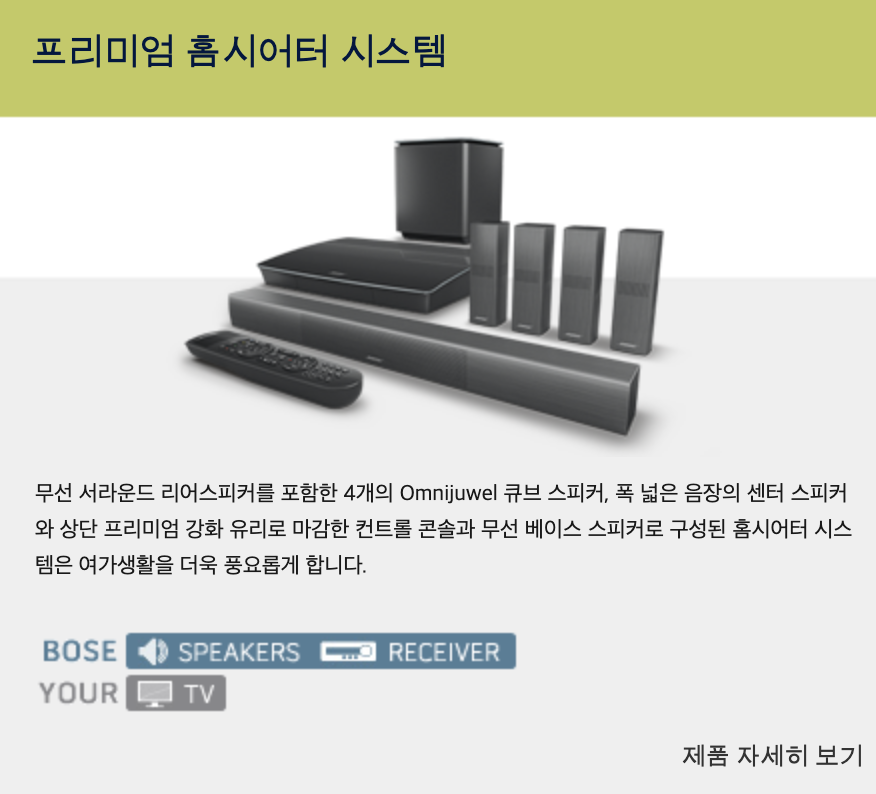 프리미엄 홈시어터 시스템
무선 서라운드 리어스피커를 포함한 4개의 Omnijuwel 큐브 스피커, 폭 넓은 음장의 센터 스피커
와 상단 프리미엄 강화 유리로 마감한 컨트롤 콘솔과 무선 베이스 스피커로 구성된 홈시어터 시스
템은 여가생활을 더욱 풍요롭게 합니다.
BOSE SPEAKERS RECEIVER
YOUR TV
제품 자세히 보기